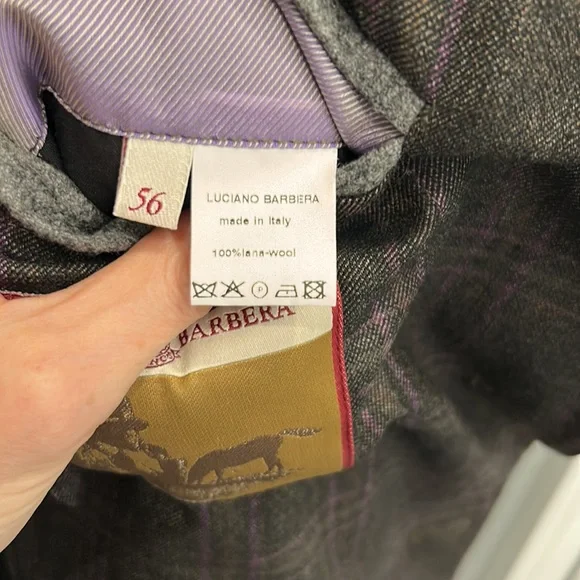 56
LUCIANO BARBERA
made in Italy
100%lana-wool
P
BARBERA